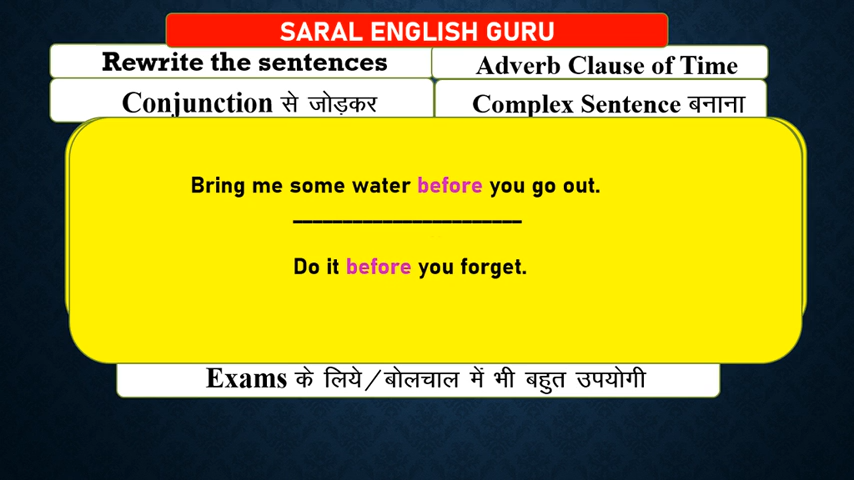 SARAL ENGLISH GURU
Rewrite the sentences
Adverb Clause of Time
Conjunction से जोड़कर
Complex Sentence बनाना
Bring me some water before you go out.
_______________________
Do it before you forget.
Exams के लिये/बोलचाल में भी बहुत उपयोगी